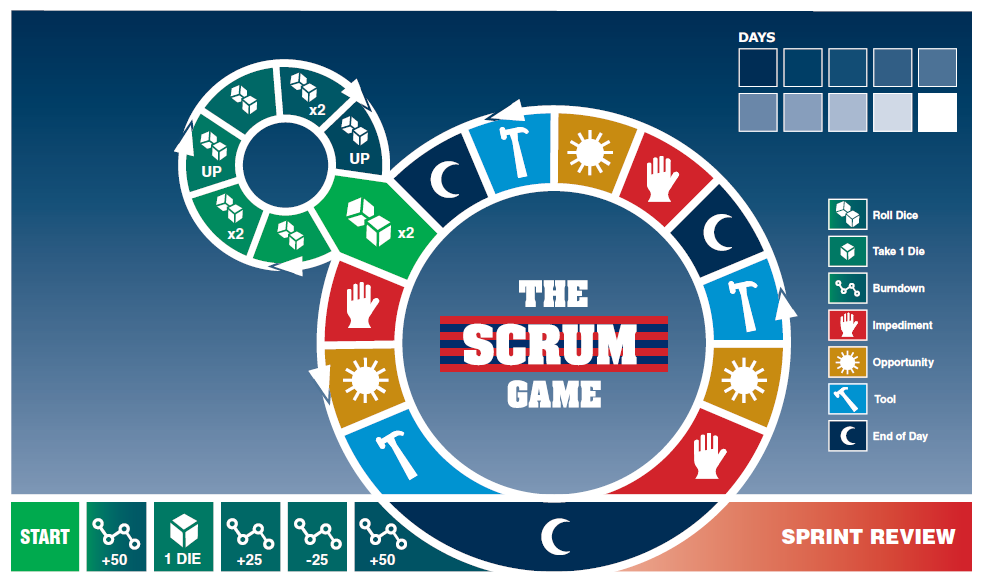 DAYS
x2
UP
UP
x2
x2
Roll Dice
Take 1 Die
Burndown
Impediment
Opportunity
Tool
End of Day
THE
SCRUM
GAME
START
+50
1 DIE
+25
-25
+50
SPRINT REVIEW